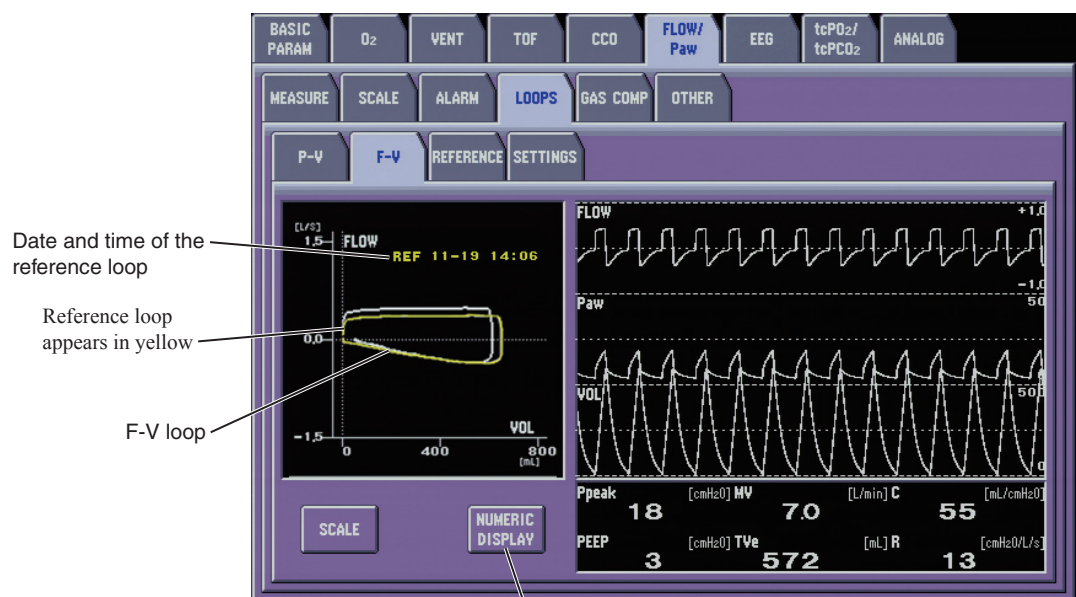 BASIC
PARAM
O2
VENT
TOF
CCO
FLOW/
Paw
EEG
tcPO2/
tcPCO2
ANALOG
MEASURE
SCALE
ALARM
LOOPS
GAS COMP
OTHER
P-V
F-V
REFERENCE
SETTINGS
Date and time of the
reference loop
Reference loop
appears in yellow
F-V loop
[L/S]
1,5
FLOW
REF 11-19 14:06
0,0
-1,5
VOL
0
400
800
[mL]
SCALE
NUMERIC
DISPLAY
FLOW
+1.0
-1.0
Paw
50
VOL
500
0
Ppeak [cmH2O] 18
MV [L/min] 7.0
C [mL/cmH2O] 55
PEEP [cmH2O] 3
TVe [mL] 572
R [cmH2O/L/s] 13